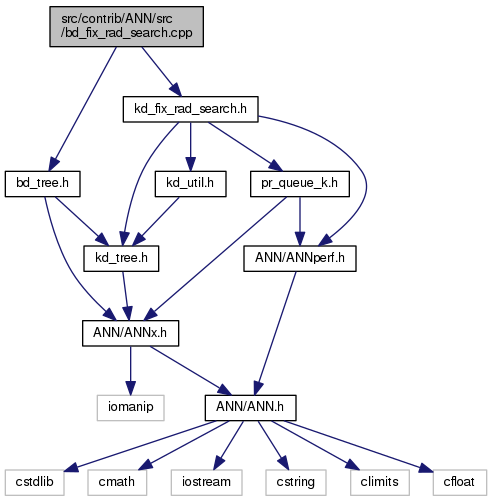 src/contrib/ANN/src
/bd_fix_rad_search.cpp
kd_fix_rad_search.h
bd_tree.h
kd_util.h
pr_queue_k.h
kd_tree.h
ANN/ANNperf.h
ANN/ANNx.h
iomanip
ANN/ANN.h
cstdlib
cmath
iostream
cstring
climits
cfloat